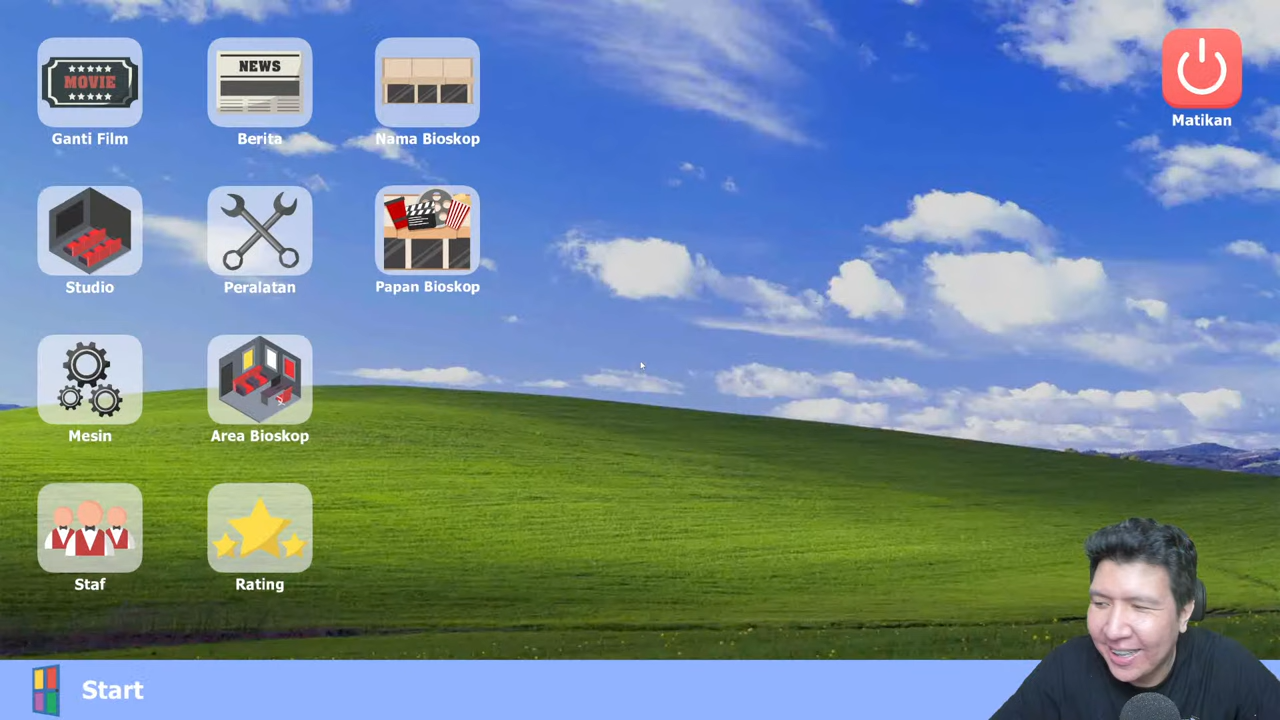 MOVIE
Ganti Film
NEWS
Berita
Nama Bioskop
Matikan
Studio
Peralatan
Papan Bioskop
Mesin
Area Bioskop
Staf
Rating
Start